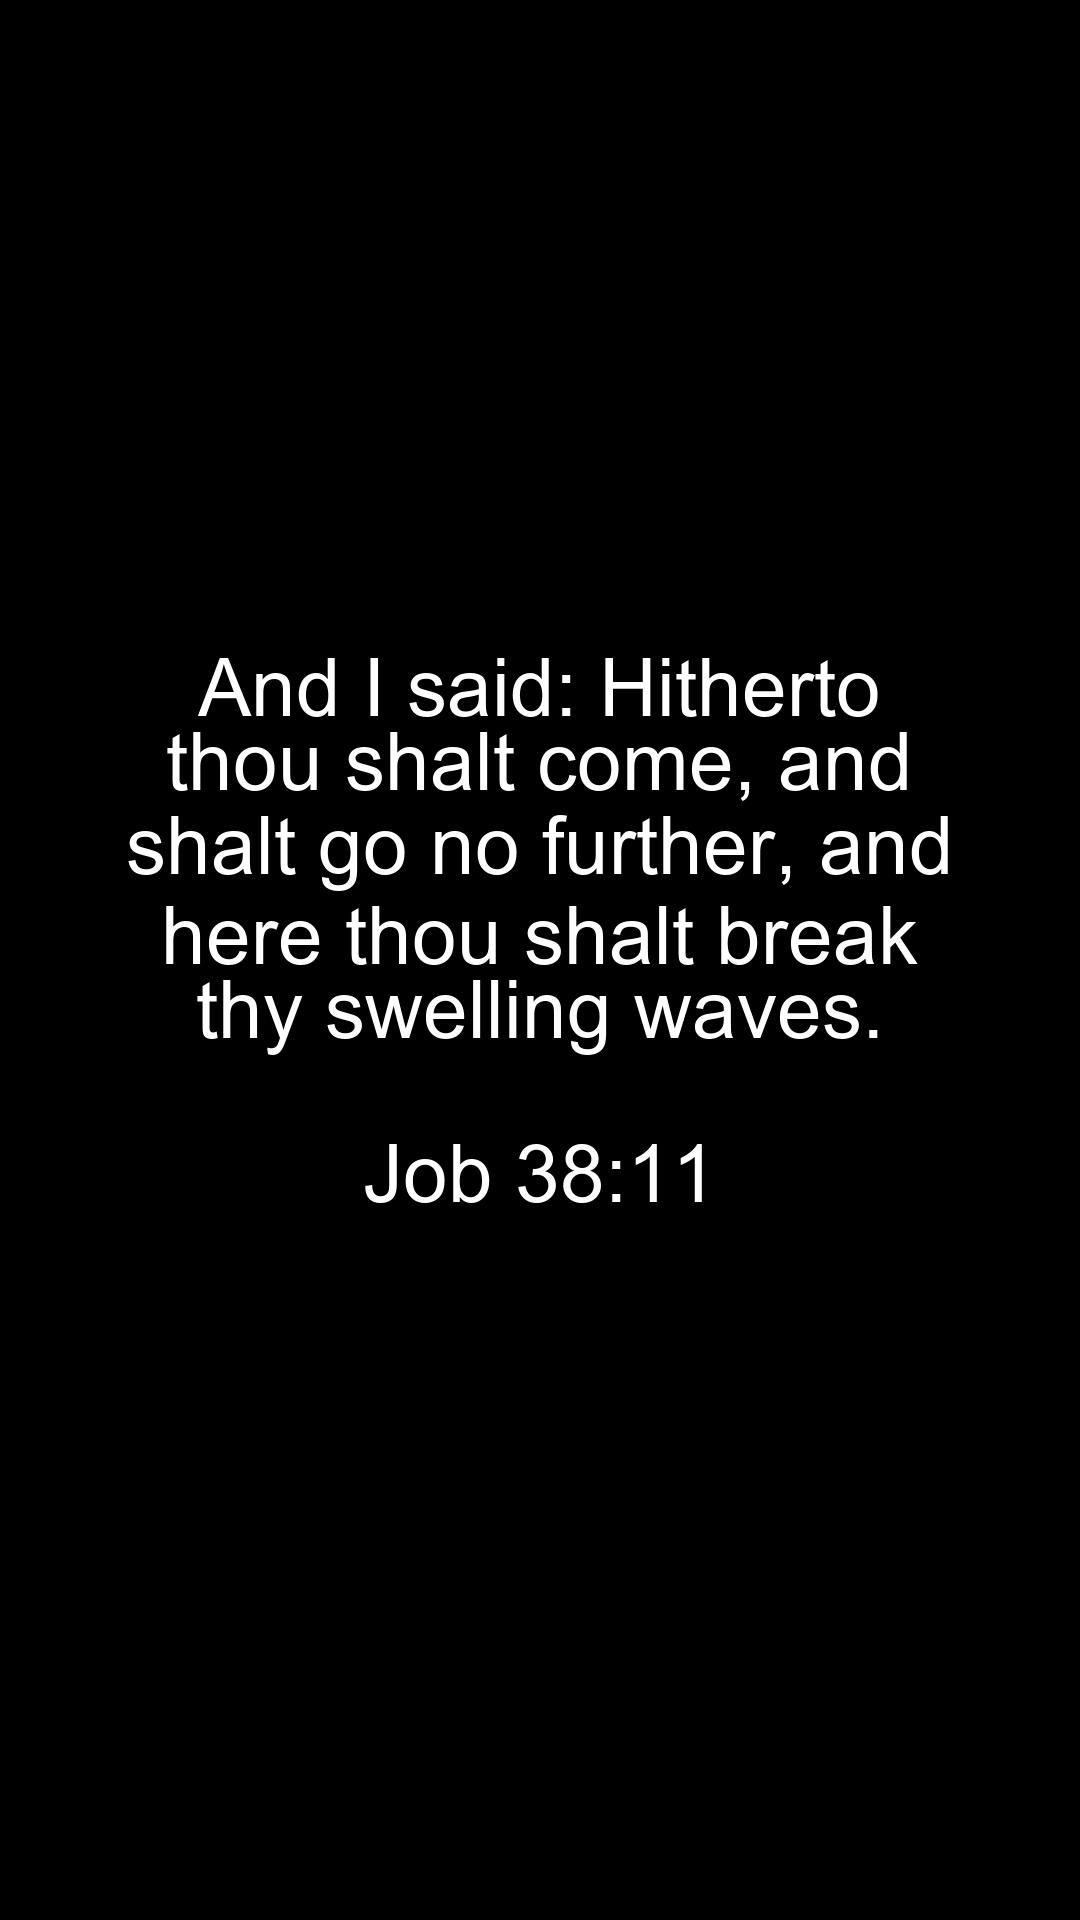 And I said: Hitherto
thou shalt come, and
shalt go no further, and
here thou shalt break
thy swelling waves.
Job 38:11